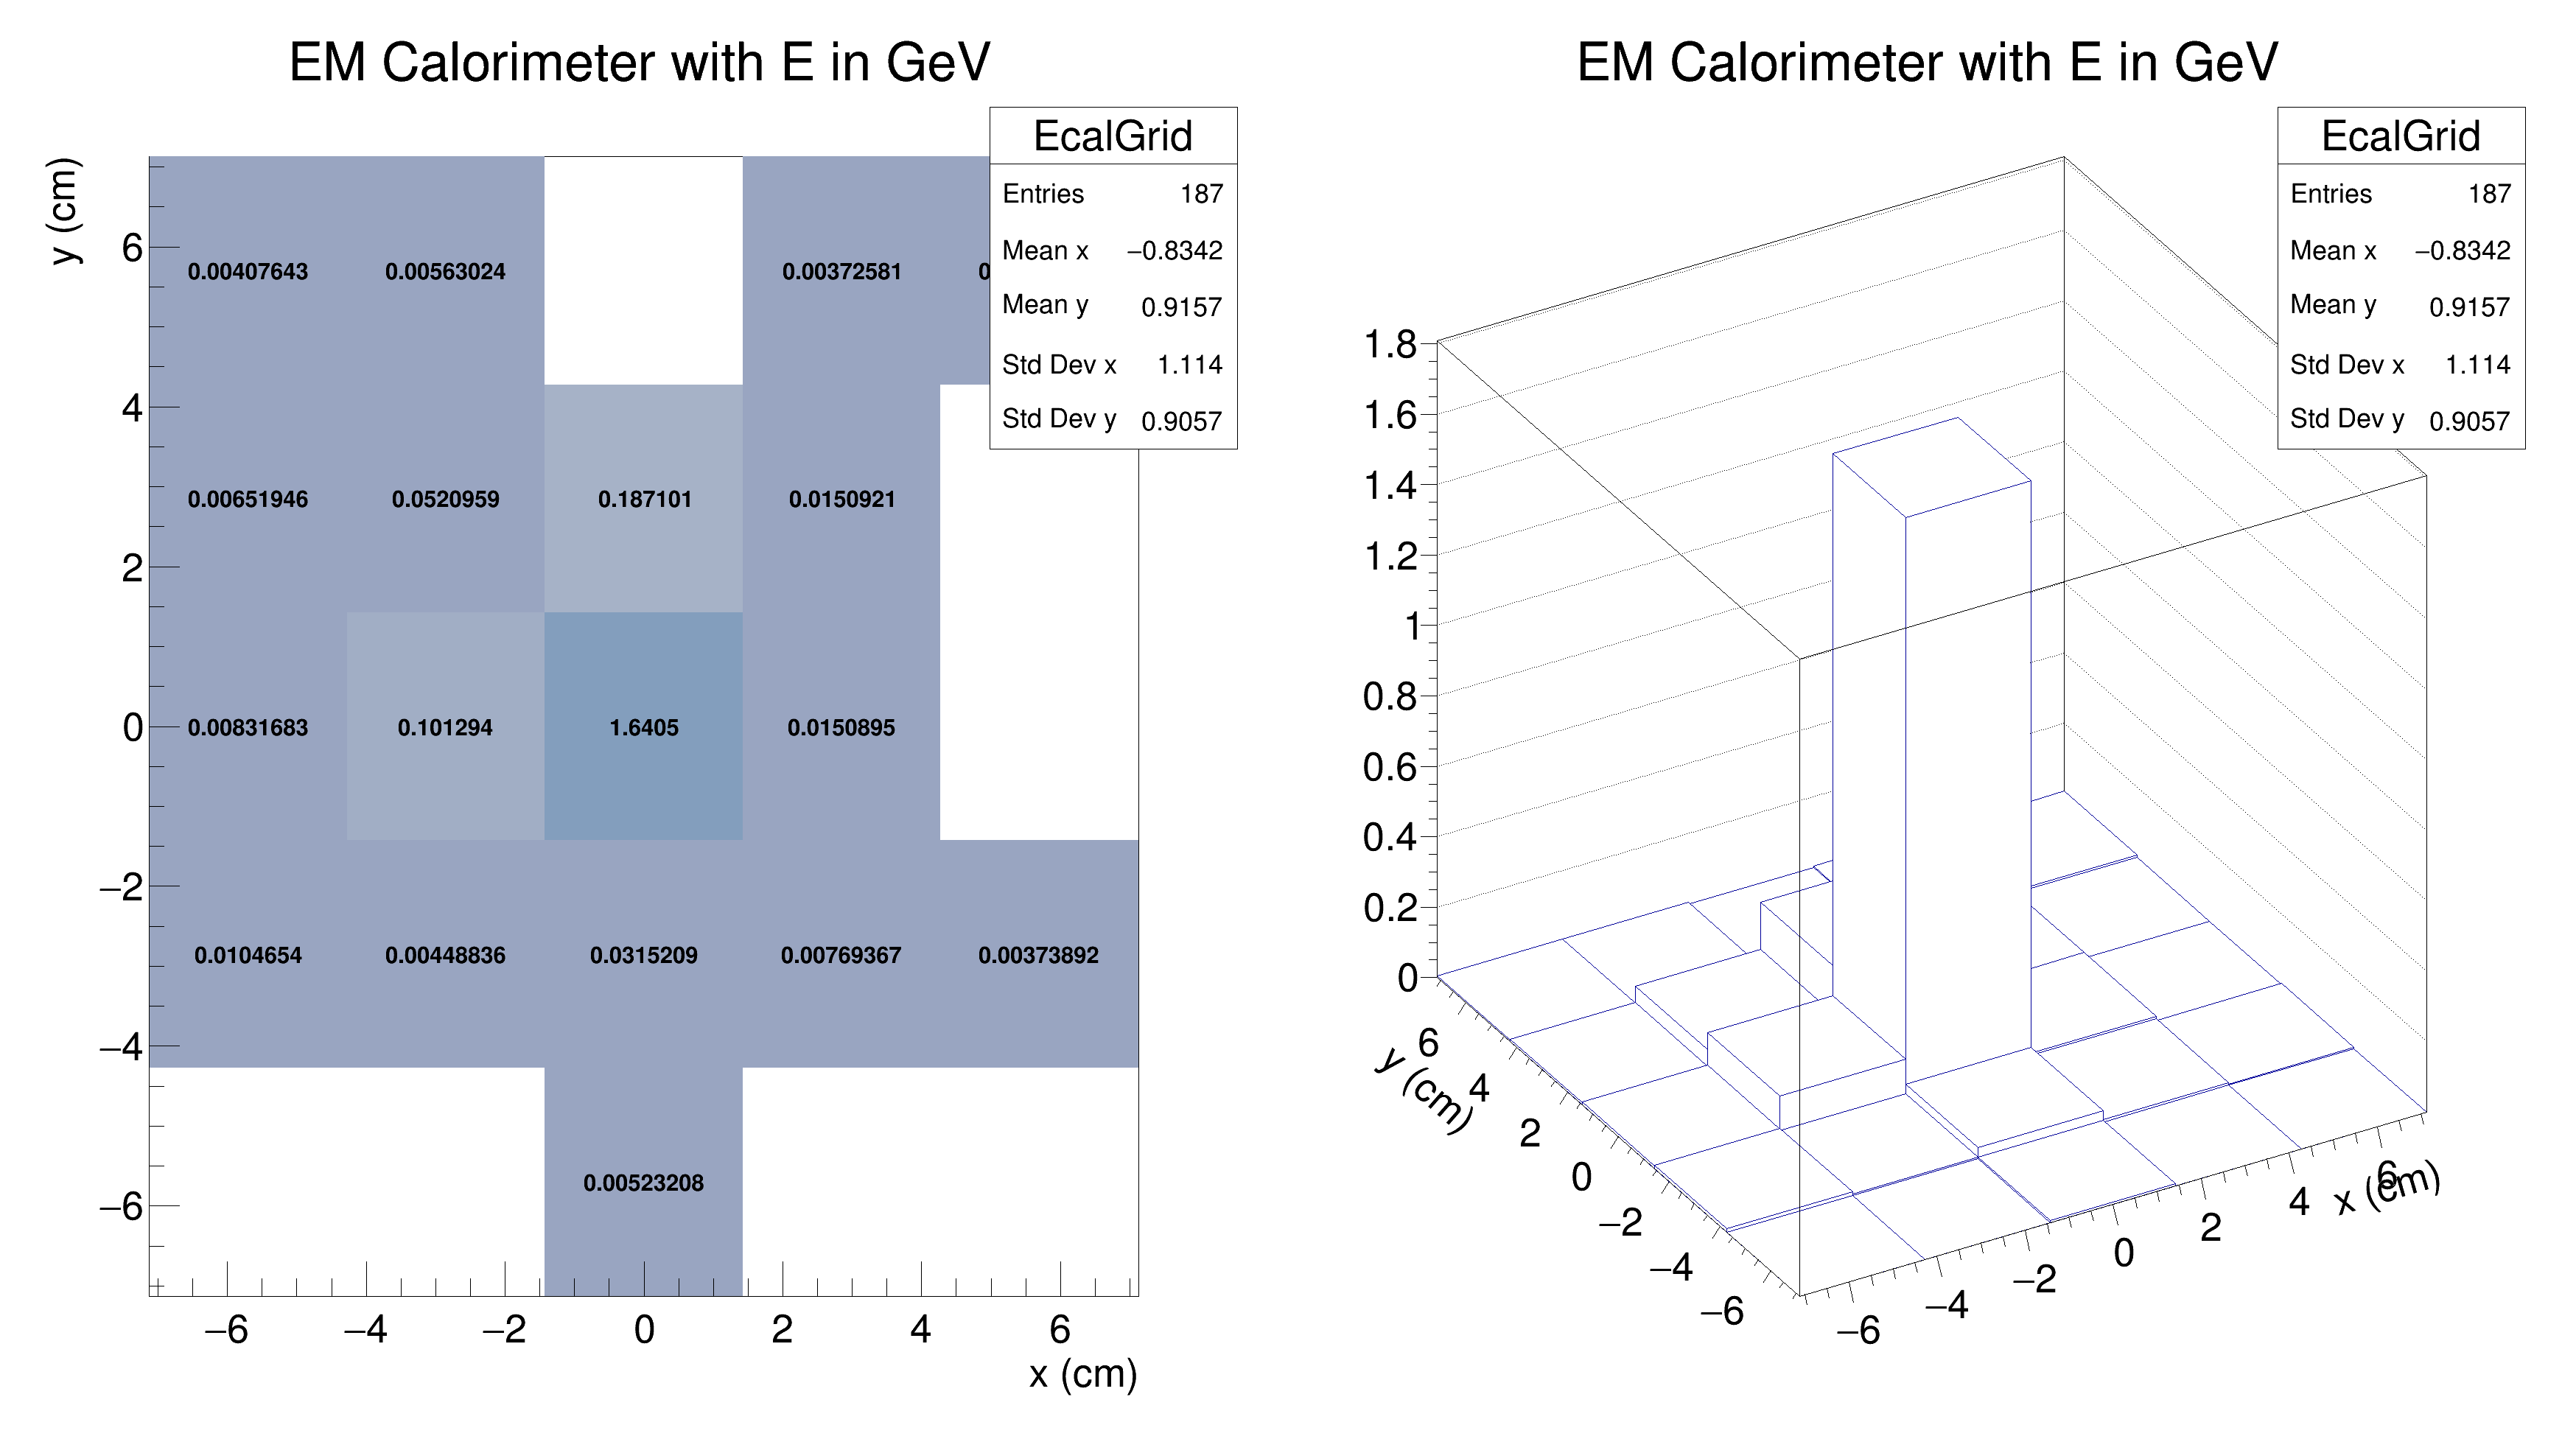 EM Calorimeter with E in GeV
EcalGrid
Entries 187
Mean x −0.8342
Mean y 0.9157
Std Dev x 1.114
Std Dev y 0.9057
y (cm)
6
4
2
0
−2
−4
−6
0.00407643 0.00563024 0.00372581
0.00651946 0.0520959 0.187101 0.0150921
0.00831683 0.101294 1.6405 0.0150895
0.0104654 0.00448836 0.0315209 0.00769367 0.00373892
0.00523208
−6 −4 −2 0 2 4 6
x (cm)
EM Calorimeter with E in GeV
EcalGrid
Entries 187
Mean x −0.8342
Mean y 0.9157
Std Dev x 1.114
Std Dev y 0.9057
1.8
1.6
1.4
1.2
1
0.8
0.6
0.4
0.2
0
6
4
2
0
−2
−4
−6
y (cm)
−6 −4 −2 0 2 4 6
x (cm)